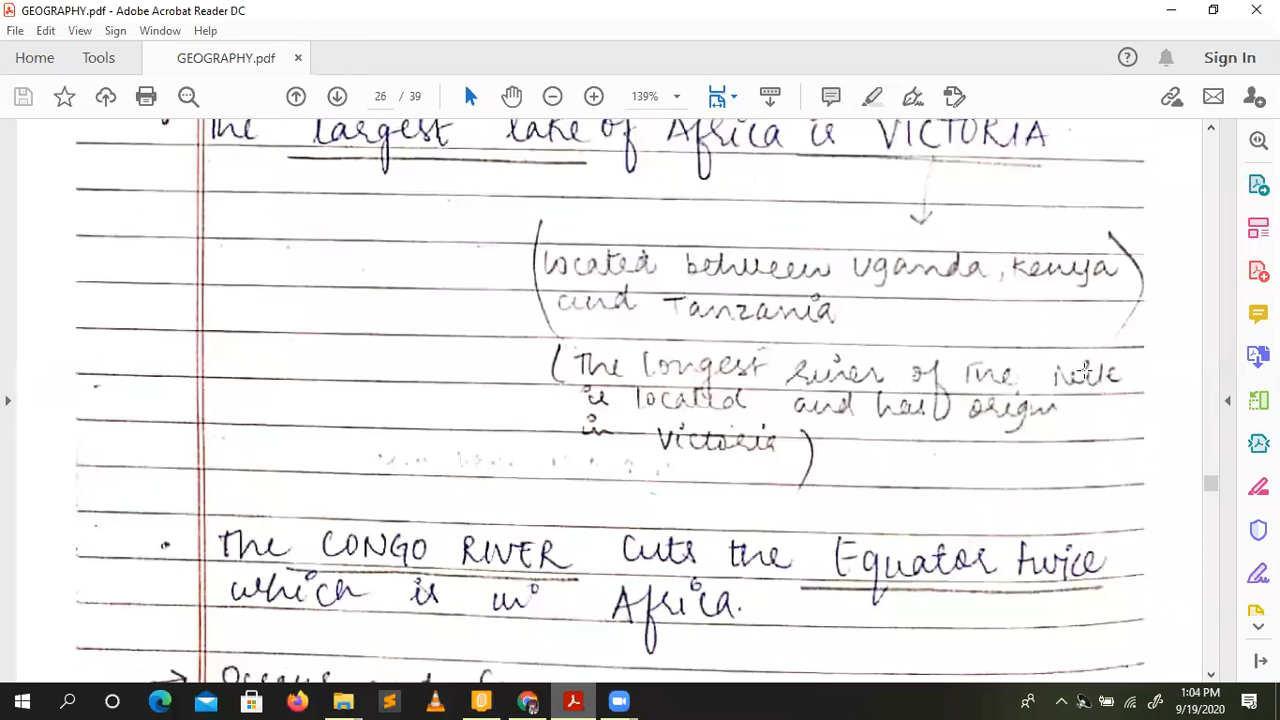 GEOGRAPHY.pdf - Adobe Acrobat Reader DC
File Edit View Sign Window Help
Home Tools GEOGRAPHY.pdf × Sign In
26 / 39 139%
The largest lake of Africa is VICTORIA
(located between Uganda, Kenya
and Tanzania)
(The longest river of The Nile
is located and has origin
in Victoria)
• The CONGO RIVER cuts the Equator twice
which is in Africa.
→ Oceans
1:04 PM
9/19/2020